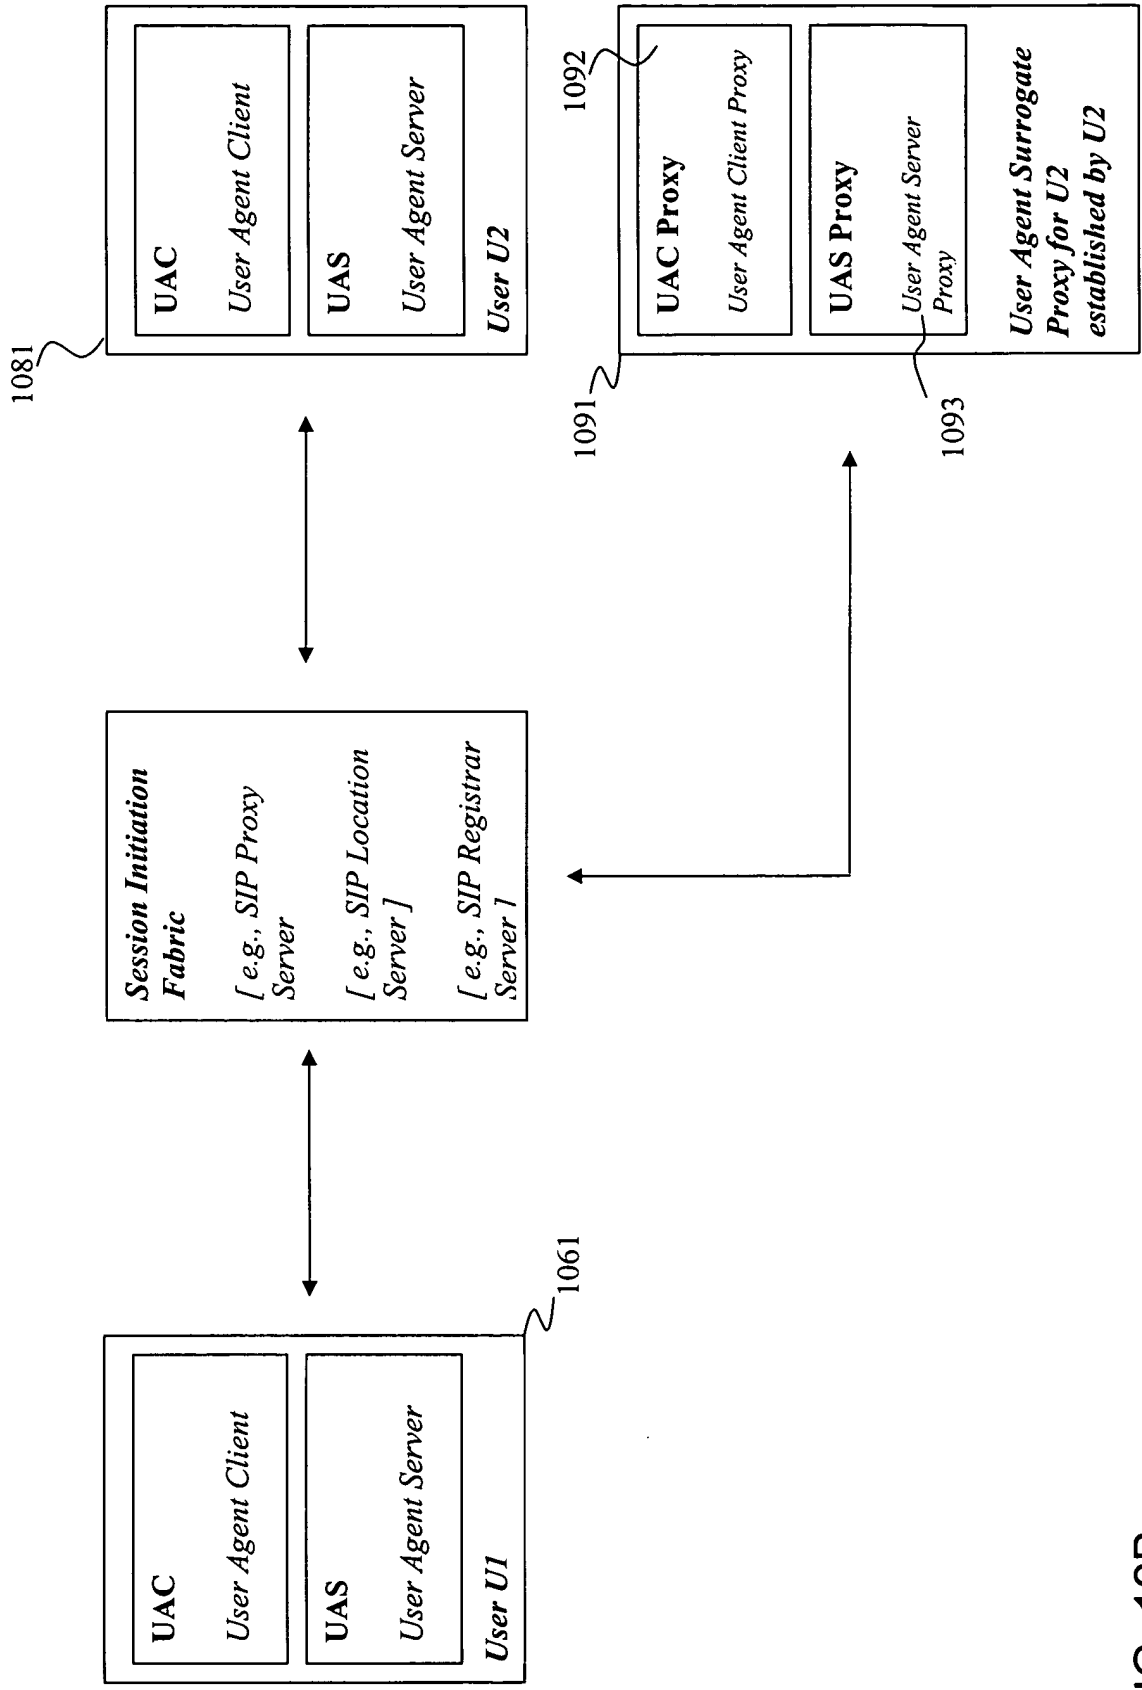 UAC
User Agent Client
UAS
User Agent Server
User U1
1061
Session Initiation
Fabric
[ e.g., SIP Proxy
Server
[ e.g., SIP Location
Server ]
[ e.g., SIP Registrar
Server ]
1081
UAC
User Agent Client
UAS
User Agent Server
User U2
1091
1092
UAC Proxy
User Agent Client Proxy
UAS Proxy
User Agent Server
Proxy
1093
User Agent Surrogate
Proxy for U2
established by U2